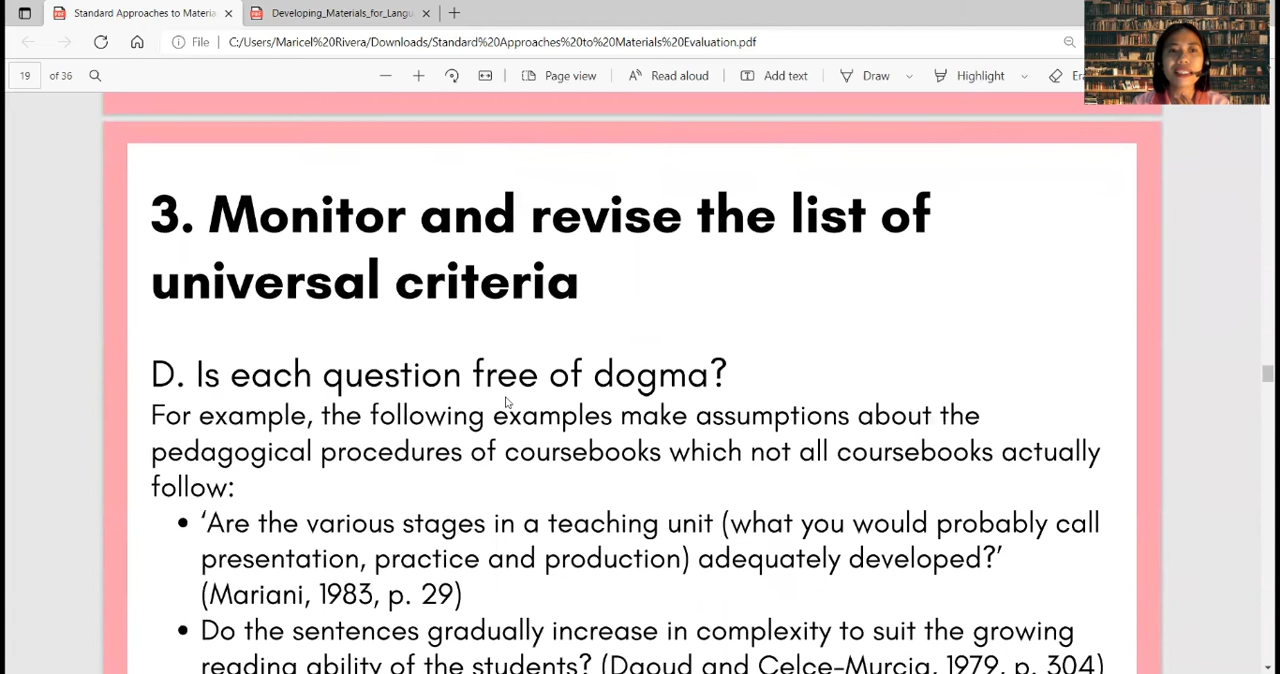 Standard Approaches to Materia
Developing_Materials_for_Langu
File
C:/Users/Maricel%20Rivera/Downloads/Standard%20Approaches%20to%20Materials%20Evaluation.pdf
19 of 36
Page view
Read aloud
Add text
Draw
Highlight
Er
3. Monitor and revise the list of
universal criteria
D. Is each question free of dogma?
For example, the following examples make assumptions about the
pedagogical procedures of coursebooks which not all coursebooks actually
follow:
• ‘Are the various stages in a teaching unit (what you would probably call
presentation, practice and production) adequately developed?’
(Mariani, 1983, p. 29)
• Do the sentences gradually increase in complexity to suit the growing
reading ability of the students? (Daoud and Celce-Murcia, 1979, p. 304)